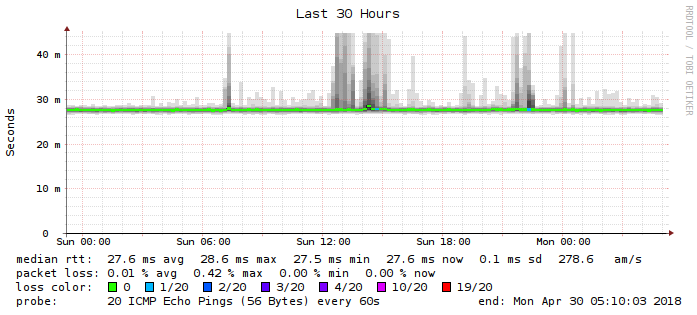 Last 30 Hours
RRDTOOL / TOBI OETIKER
Seconds
40 m
30 m
20 m
10 m
0
Sun 00:00 Sun 06:00 Sun 12:00 Sun 18:00 Mon 00:00
median rtt: 27.6 ms avg 28.6 ms max 27.5 ms min 27.6 ms now 0.1 ms sd 278.6 am/s
packet loss: 0.01 % avg 0.42 % max 0.00 % min 0.00 % now
loss color: 0 1/20 2/20 3/20 4/20 10/20 19/20
probe: 20 ICMP Echo Pings (56 Bytes) every 60s end: Mon Apr 30 05:10:03 2018